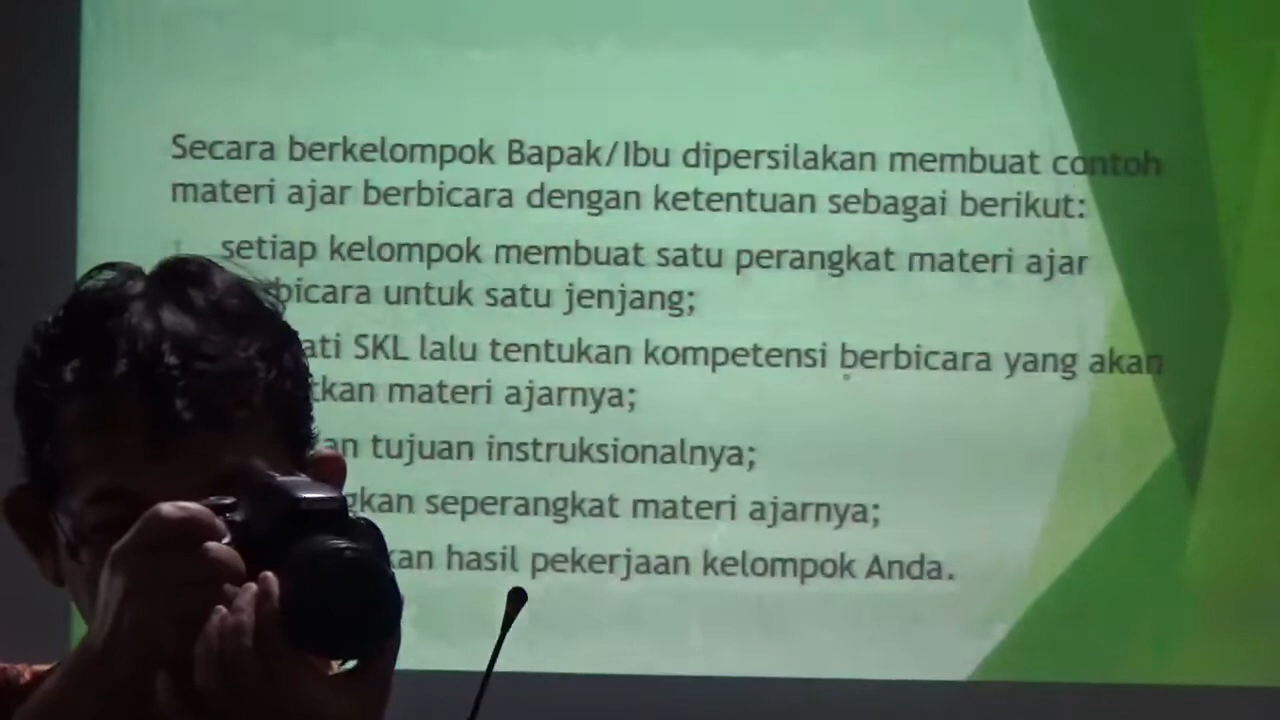 Secara berkelompok Bapak/Ibu dipersilakan membuat contoh
materi ajar berbicara dengan ketentuan sebagai berikut:
setiap kelompok membuat satu perangkat materi ajar
bicara untuk satu jenjang;
ati SKL lalu tentukan kompetensi berbicara yang akan
tkan materi ajarnya;
an tujuan instruksionalnya;
gkan seperangkat materi ajarnya;
kan hasil pekerjaan kelompok Anda.